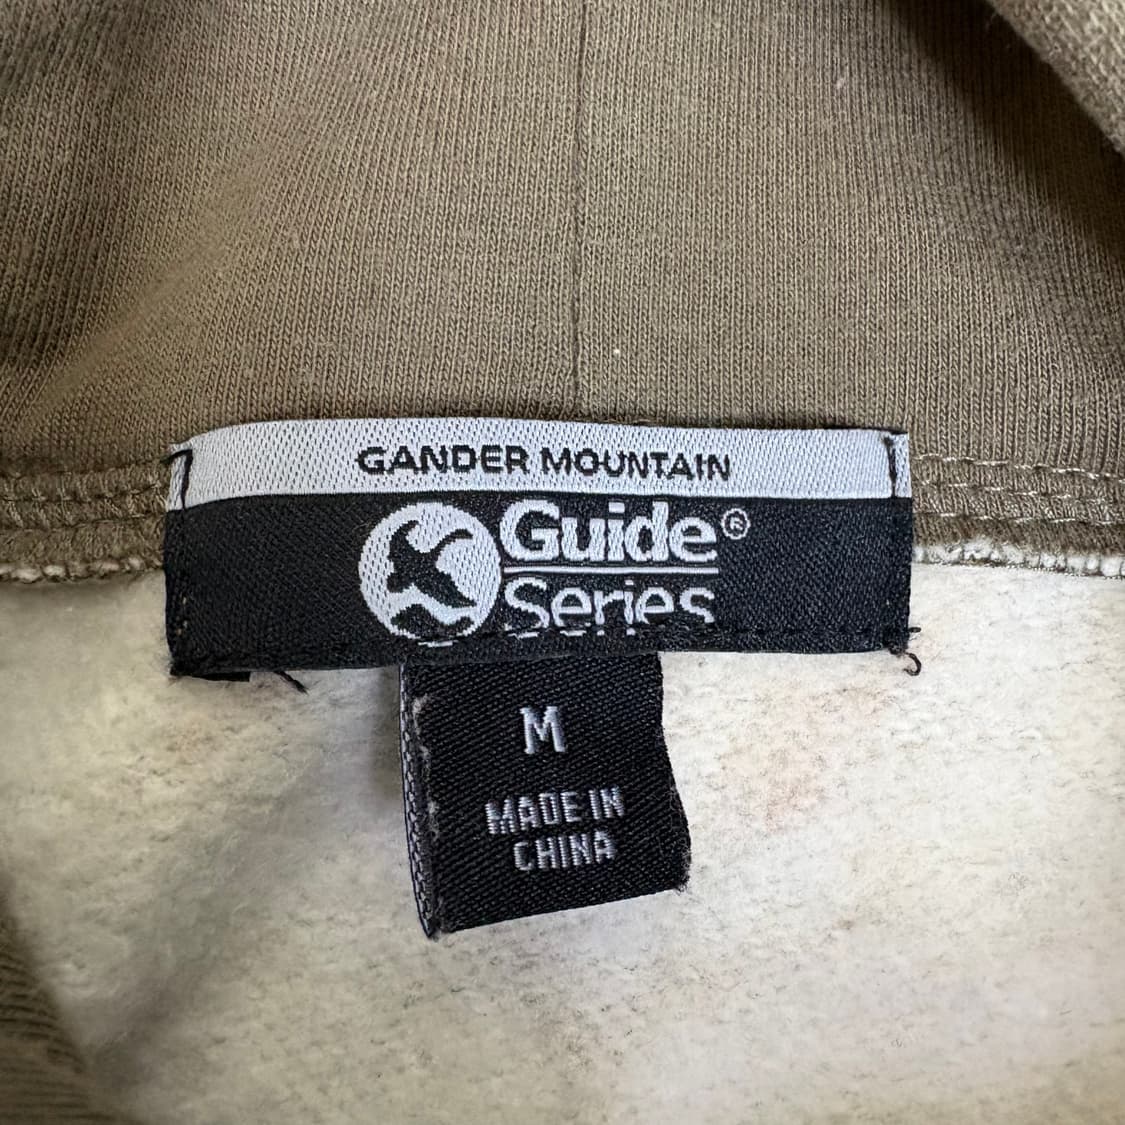 GANDER MOUNTAIN
Guide®
Series
M
MADE IN
CHINA